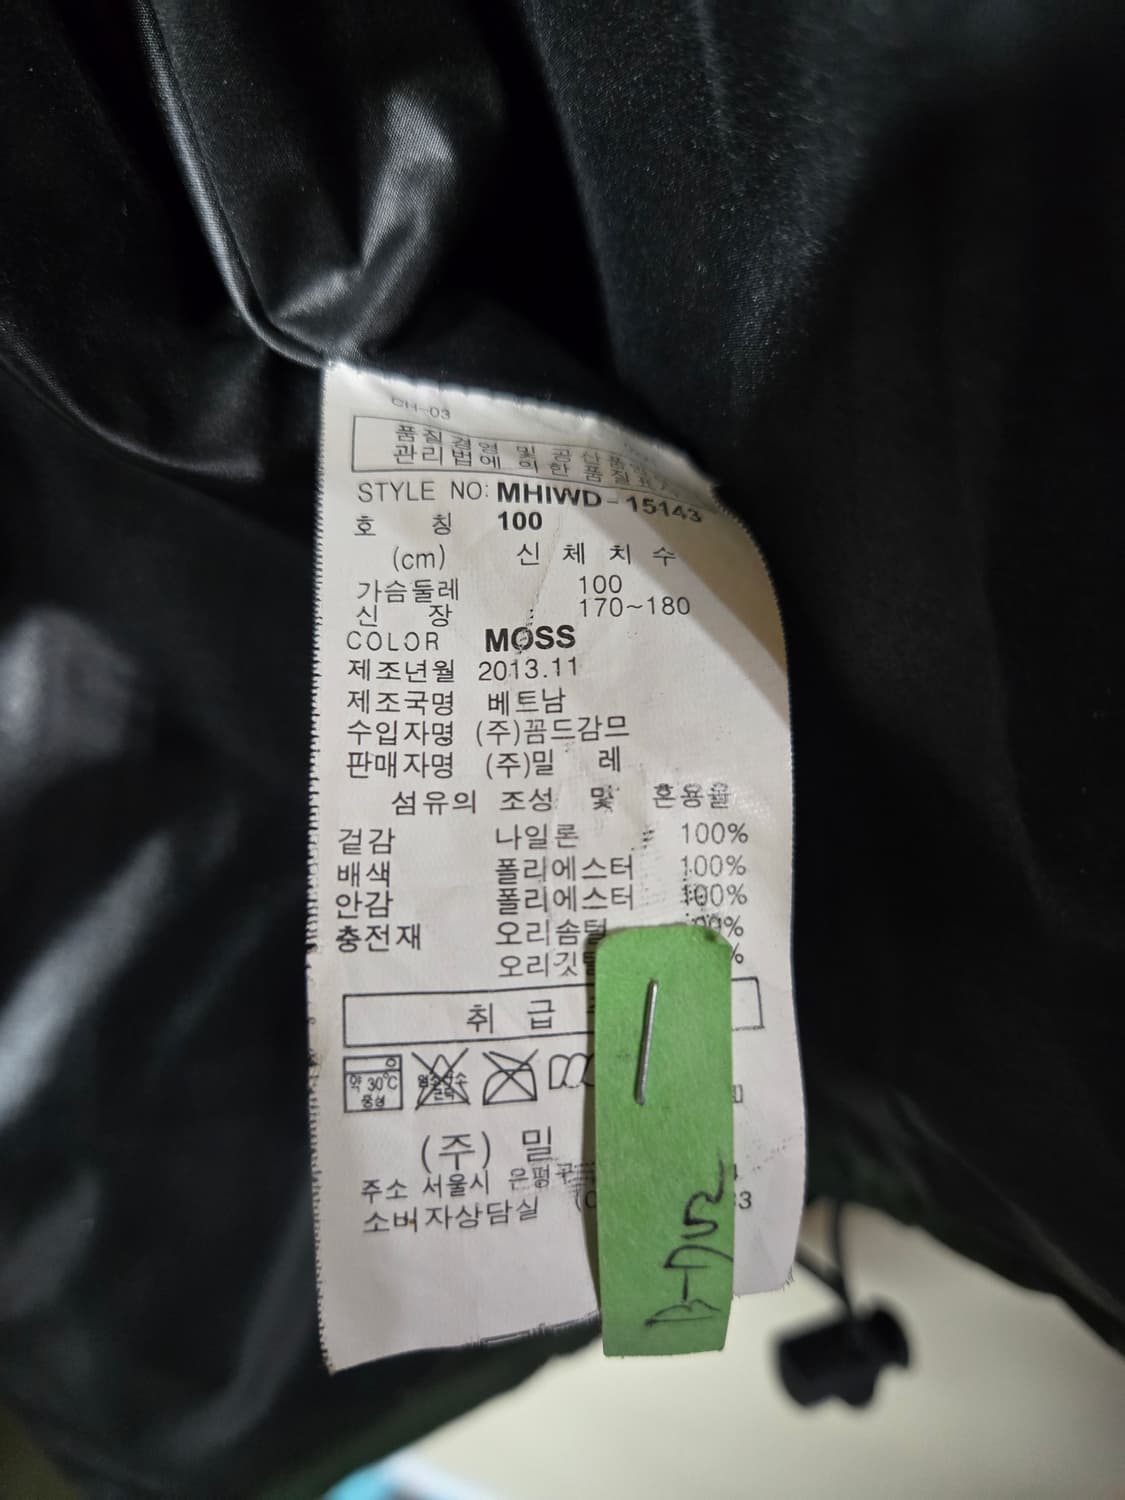 CH-03
품질경영 및 공산품
관리법에 의한 품질표
STYLE NO: MHIWD-15143
호 칭 100
(cm) 신 체 치 수
가슴둘레 100
신 장 170~180
COLOR MOSS
제조년월 2013.11
제조국명 베트남
수입자명 (주)꼼드감므
판매자명 (주)밀 레
섬유의 조성 및 혼용율
겉감 나일론 100%
배색 폴리에스터 100%
안감 폴리에스터 100%
충전재 오리솜털 %
오리깃털 %
취 급
약 30℃
중성
(주) 밀
주소 서울시 은평구
소비자상담실 (0 33
B-752